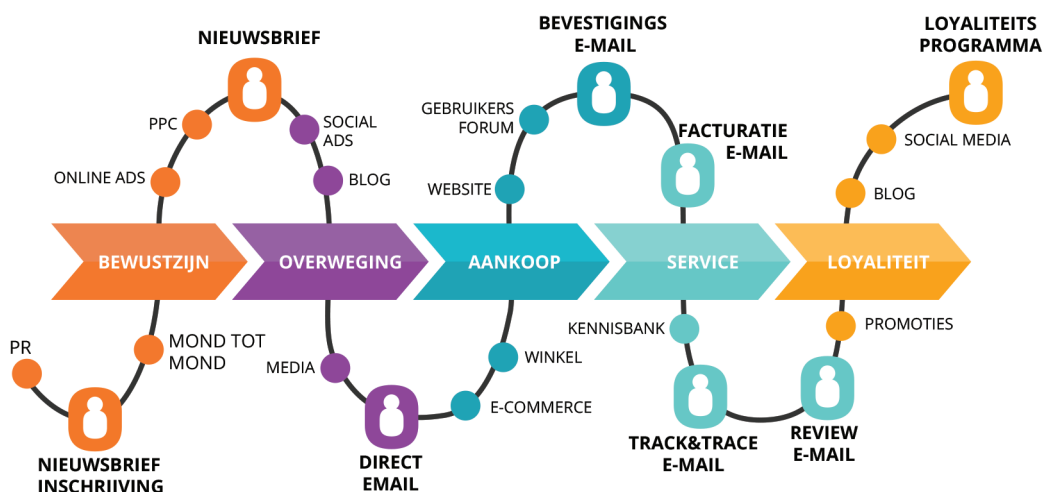 NIEUWSBRIEF
BEVESTIGINGS
E-MAIL
LOYALITEITS
PROGRAMMA
PPC
SOCIAL
ADS
GEBRUIKERS
FORUM
FACTURATIE
E-MAIL
SOCIAL MEDIA
ONLINE ADS
BLOG
WEBSITE
BLOG
BEWUSTZIJN
OVERWEGING
AANKOOP
SERVICE
LOYALITEIT
PR
MOND TOT
MOND
MEDIA
WINKEL
E-COMMERCE
KENNISBANK
PROMOTIES
NIEUWSBRIEF
INSCHRIJVING
DIRECT
EMAIL
TRACK&TRACE
E-MAIL
REVIEW
E-MAIL